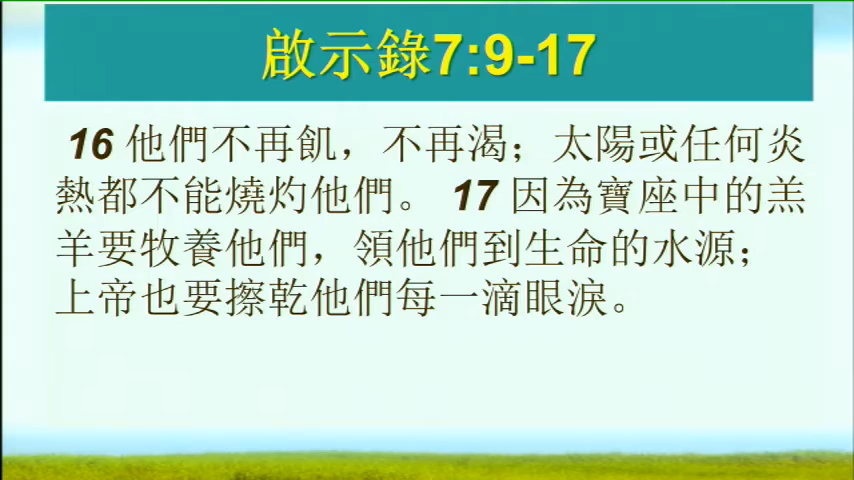 啟示錄7:9-17
16 他們不再飢，不再渴；太陽或任何炎
熱都不能燒灼他們。 17 因為寶座中的羔
羊要牧養他們，領他們到生命的水源；
上帝也要擦乾他們每一滴眼淚。